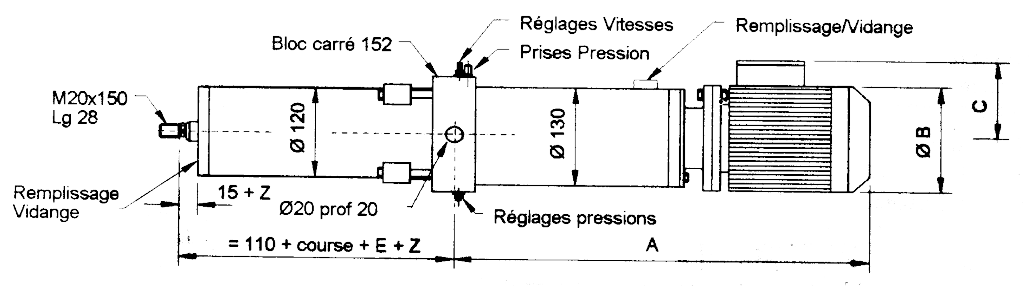 Réglages Vitesses
Remplissage/Vidange
Bloc carré 152
Prises Pression
M20x150
Lg 28
Ø 120
Ø 130
Ø B
C
Remplissage
Vidange
15 + Z
Ø20 prof 20
Réglages pressions
= 110 + course + E + Z
A